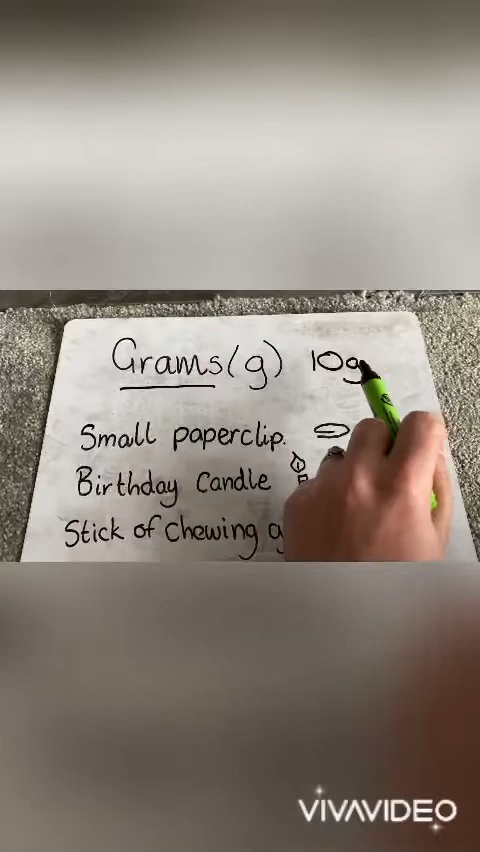 Grams (g) 10g
Small paperclip.
Birthday Candle
Stick of chewing g
VIVAVIDEO